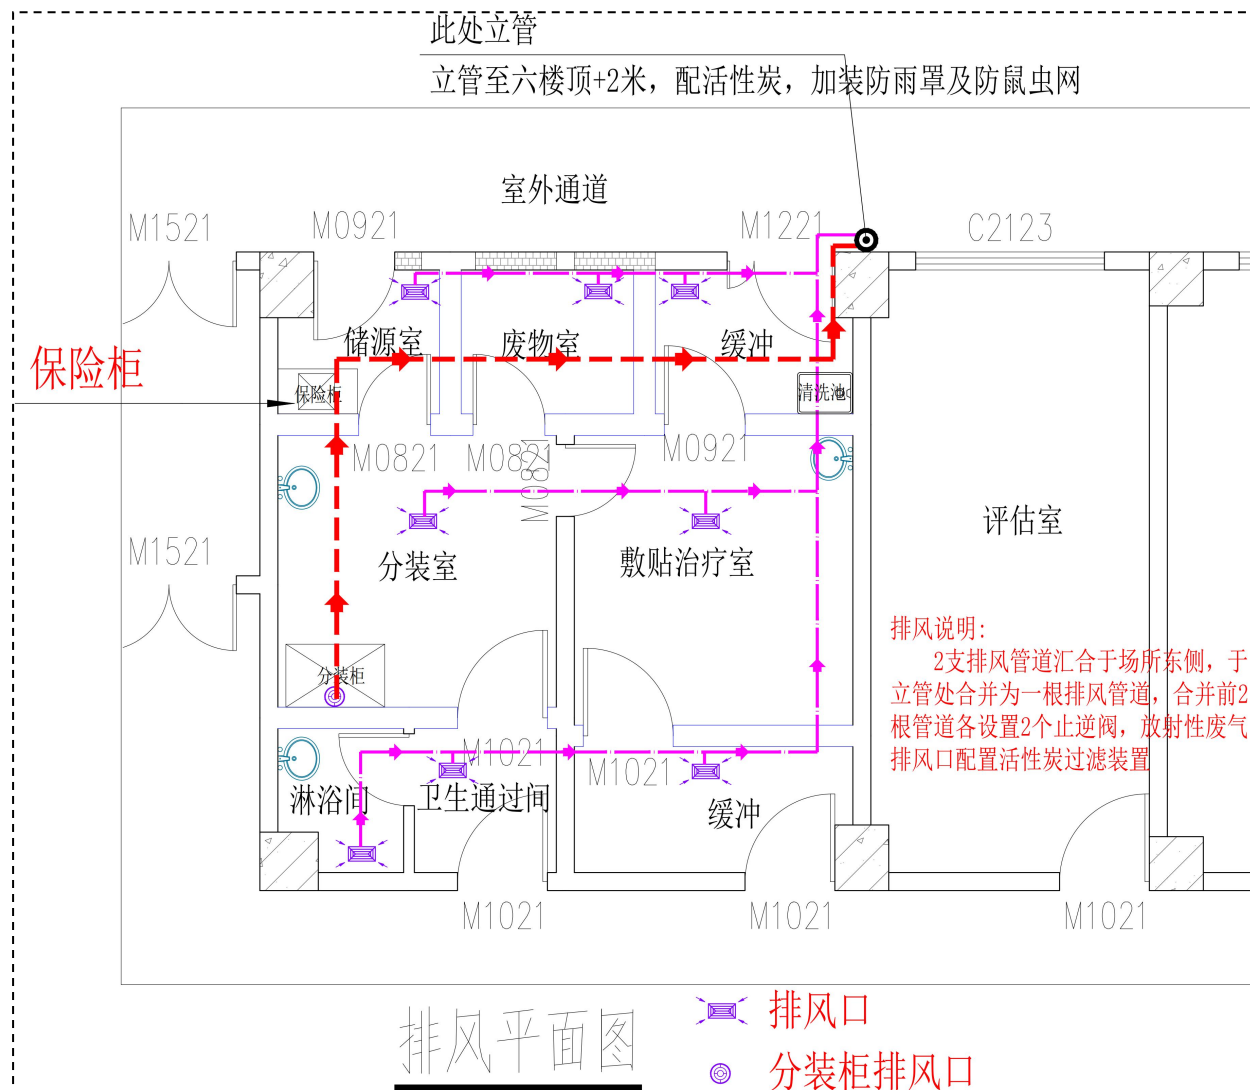 此处立管
立管至六楼顶+2米，配活性炭，加装防雨罩及防鼠虫网
室外通道
M1521
M0921
M1221
C2123
储源室
废物室
缓冲
保险柜
保险柜
清洗池
M0821
M0821
M0921
M0821
M1521
分装室
敷贴治疗室
评估室
排风说明:
2支排风管道汇合于场所东侧，于
立管处合并为一根排风管道，合并前2
根管道各设置2个止逆阀，放射性废气
排风口配置活性炭过滤装置
分装柜
M1021
M1021
淋浴间
卫生通过间
缓冲
M1021
M1021
M1021
排风平面图
排风口
分装柜排风口